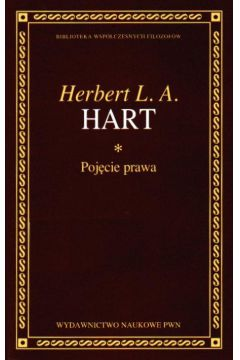 BIBLIOTEKA WSPÓŁCZESNYCH FILOZOFÓW
Herbert L. A.
HART
*
Pojęcie prawa
WYDAWNICTWO NAUKOWE PWN